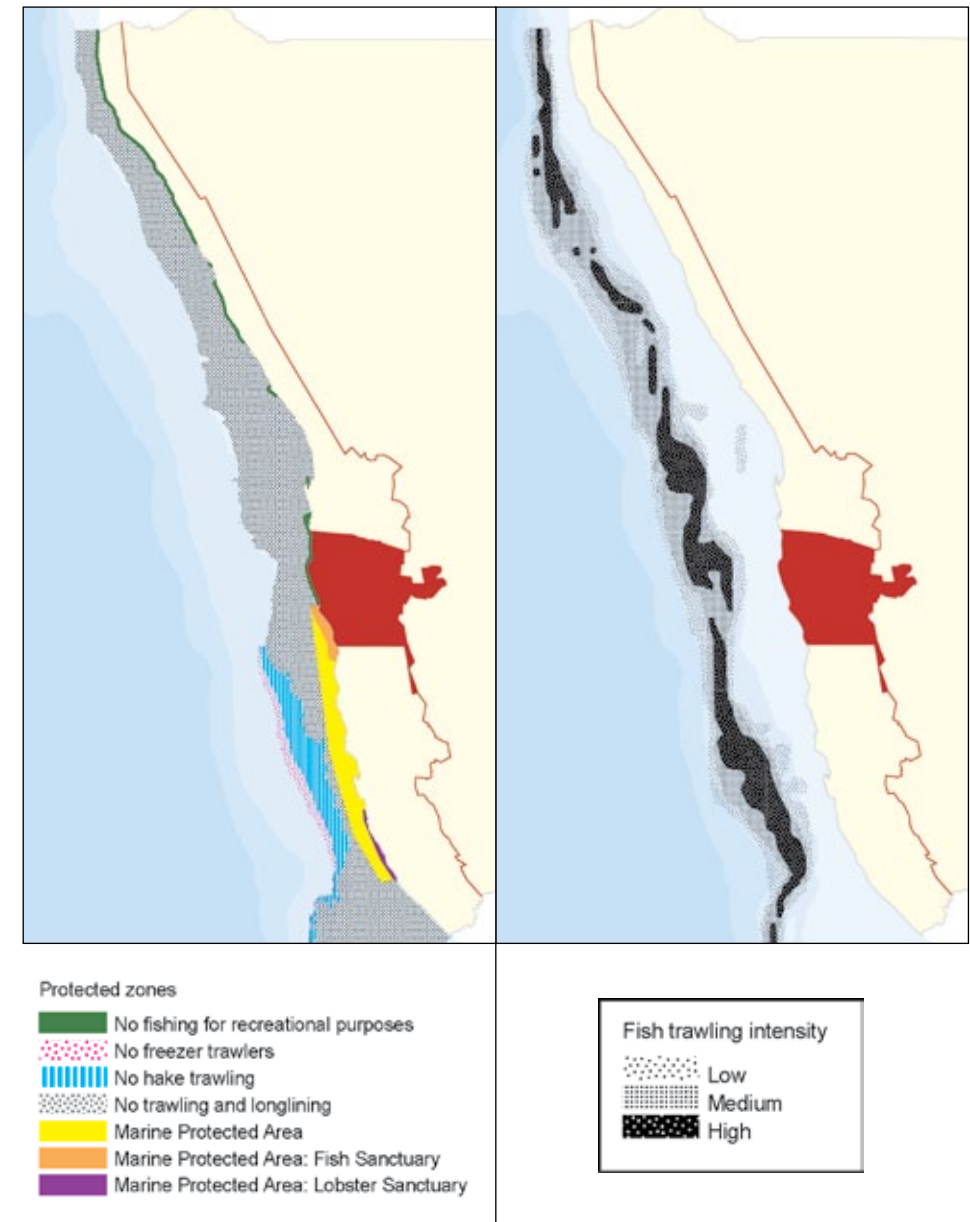 Protected zones
No fishing for recreational purposes
No freezer trawlers
No hake trawling
No trawling and longlining
Marine Protected Area
Marine Protected Area: Fish Sanctuary
Marine Protected Area: Lobster Sanctuary
Fish trawling intensity
Low
Medium
High